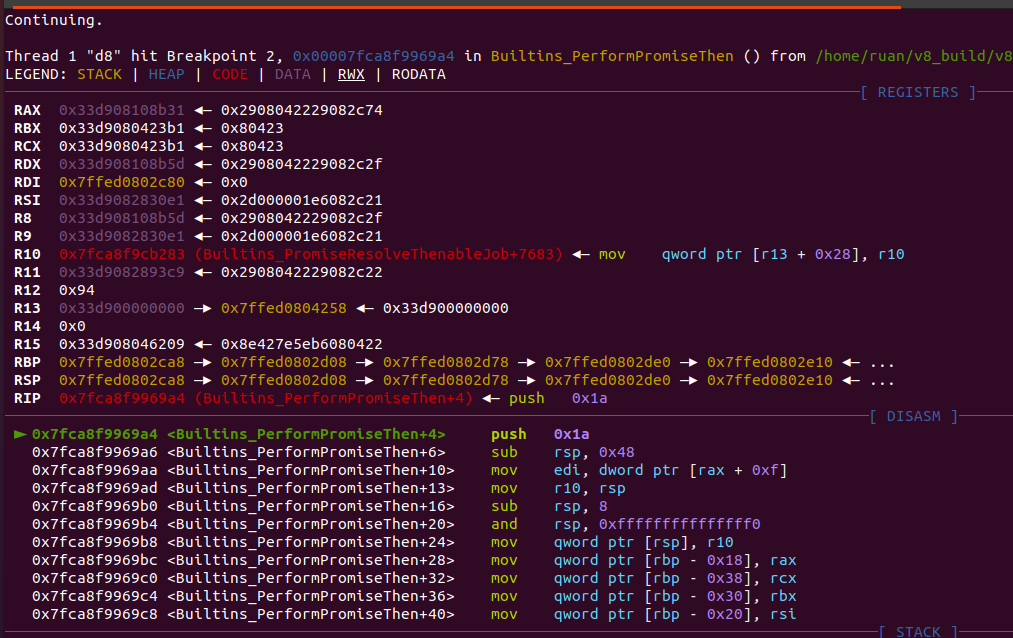 Continuing.
Thread 1 "d8" hit Breakpoint 2, 0x00007fca8f9969a4 in Builtins_PerformPromiseThen () from /home/ruan/v8_build/v8
LEGEND: STACK | HEAP | CODE | DATA | RWX | RODATA
[ REGISTERS ]
RAX 0x33d908108b31 ◂— 0x2908042229082c74
RBX 0x33d9080423b1 ◂— 0x80423
RCX 0x33d9080423b1 ◂— 0x80423
RDX 0x33d908108b5d ◂— 0x2908042229082c2f
RDI 0x7ffed0802c80 ◂— 0x0
RSI 0x33d9082830e1 ◂— 0x2d000001e6082c21
R8 0x33d908108b5d ◂— 0x2908042229082c2f
R9 0x33d9082830e1 ◂— 0x2d000001e6082c21
R10 0x7fca8f9cb283 (Builtins_PromiseResolveThenableJob+7683) ◂— mov qword ptr [r13 + 0x28], r10
R11 0x33d9082893c9 ◂— 0x2908042229082c22
R12 0x94
R13 0x33d900000000 —▸ 0x7ffed0804258 ◂— 0x33d900000000
R14 0x0
R15 0x33d908046209 ◂— 0x8e427e5eb6080422
RBP 0x7ffed0802ca8 —▸ 0x7ffed0802d08 —▸ 0x7ffed0802d78 —▸ 0x7ffed0802de0 —▸ 0x7ffed0802e10 ◂— ...
RSP 0x7ffed0802ca8 —▸ 0x7ffed0802d08 —▸ 0x7ffed0802d78 —▸ 0x7ffed0802de0 —▸ 0x7ffed0802e10 ◂— ...
RIP 0x7fca8f9969a4 (Builtins_PerformPromiseThen+4) ◂— push 0x1a
[ DISASM ]
► 0x7fca8f9969a4 <Builtins_PerformPromiseThen+4> push 0x1a
0x7fca8f9969a6 <Builtins_PerformPromiseThen+6> sub rsp, 0x48
0x7fca8f9969aa <Builtins_PerformPromiseThen+10> mov edi, dword ptr [rax + 0xf]
0x7fca8f9969ad <Builtins_PerformPromiseThen+13> mov r10, rsp
0x7fca8f9969b0 <Builtins_PerformPromiseThen+16> sub rsp, 8
0x7fca8f9969b4 <Builtins_PerformPromiseThen+20> and rsp, 0xfffffffffffffff0
0x7fca8f9969b8 <Builtins_PerformPromiseThen+24> mov qword ptr [rsp], r10
0x7fca8f9969bc <Builtins_PerformPromiseThen+28> mov qword ptr [rbp - 0x18], rax
0x7fca8f9969c0 <Builtins_PerformPromiseThen+32> mov qword ptr [rbp - 0x38], rcx
0x7fca8f9969c4 <Builtins_PerformPromiseThen+36> mov qword ptr [rbp - 0x30], rbx
0x7fca8f9969c8 <Builtins_PerformPromiseThen+40> mov qword ptr [rbp - 0x20], rsi
[ STACK ]